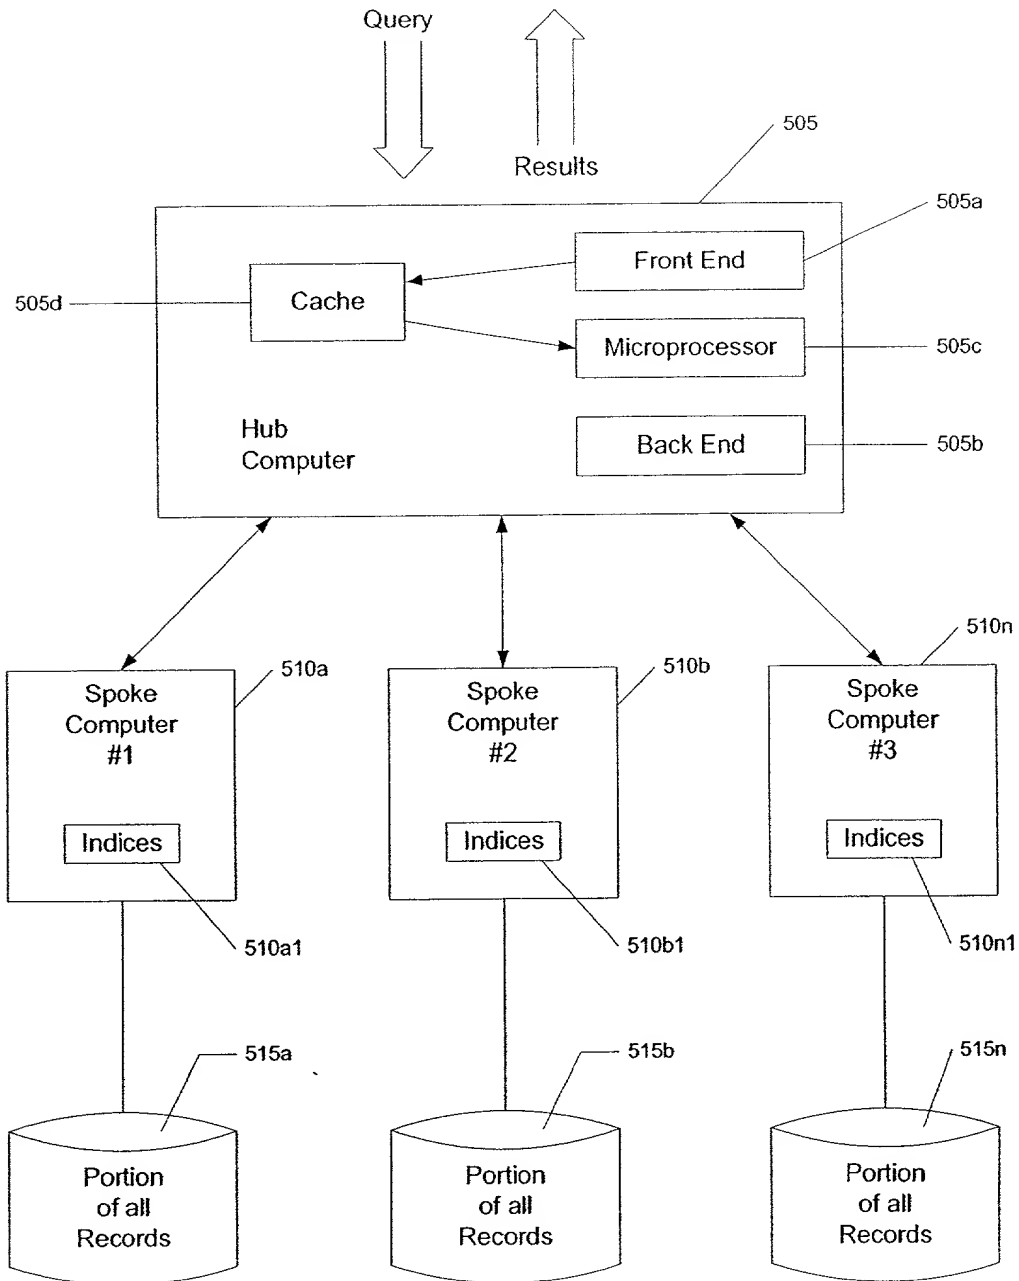 Query
Results
505
505a
Front End
505d
Cache
Microprocessor
505c
Hub
Computer
Back End
505b
510a
Spoke
Computer
#1
Indices
510a1
510b
Spoke
Computer
#2
Indices
510b1
510n
Spoke
Computer
#3
Indices
510n1
515a
Portion
of all
Records
515b
Portion
of all
Records
515n
Portion
of all
Records